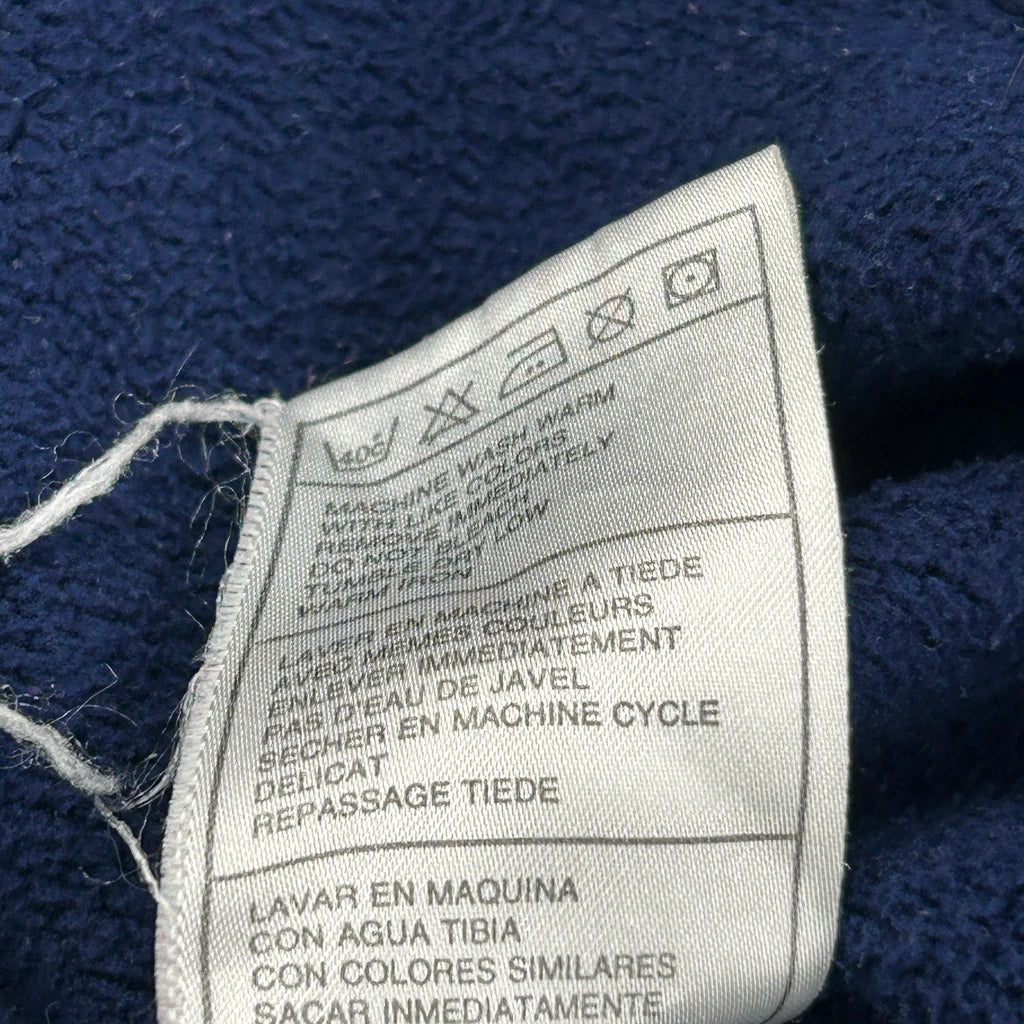 40c
MACHINE WASH WARM
WITH LIKE COLORS
REMOVE IMMEDIATELY
DO NOT BLEACH
TUMBLE DRY LOW
WARM IRON
LAVER EN MACHINE A TIEDE
AVEC MEMES COULEURS
ENLEVER IMMEDIATEMENT
PAS D'EAU DE JAVEL
SECHER EN MACHINE CYCLE
DELICAT
REPASSAGE TIEDE
LAVAR EN MAQUINA
CON AGUA TIBIA
CON COLORES SIMILARES
SACAR INMEDIATAMENTE